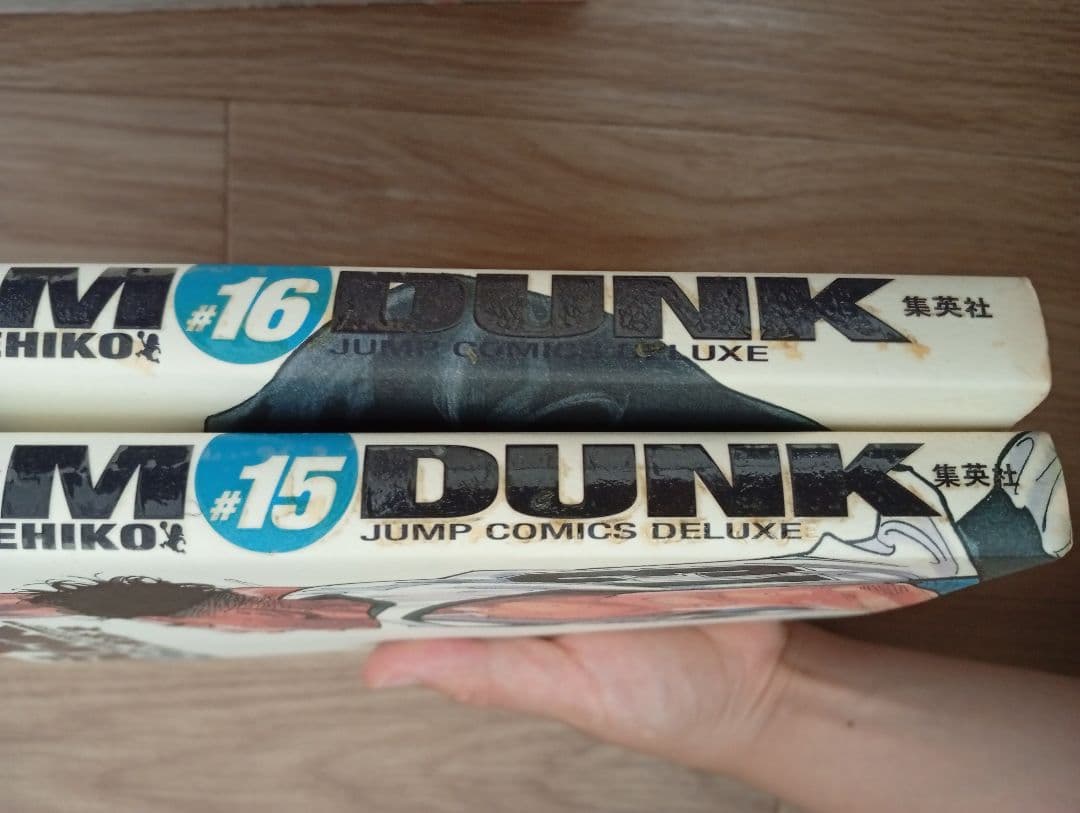 M #16 DUNK 集英社
EHIKO's JUMP COMICS DELUXE
M #15 DUNK 集英社
EHIKO's JUMP COMICS DELUXE